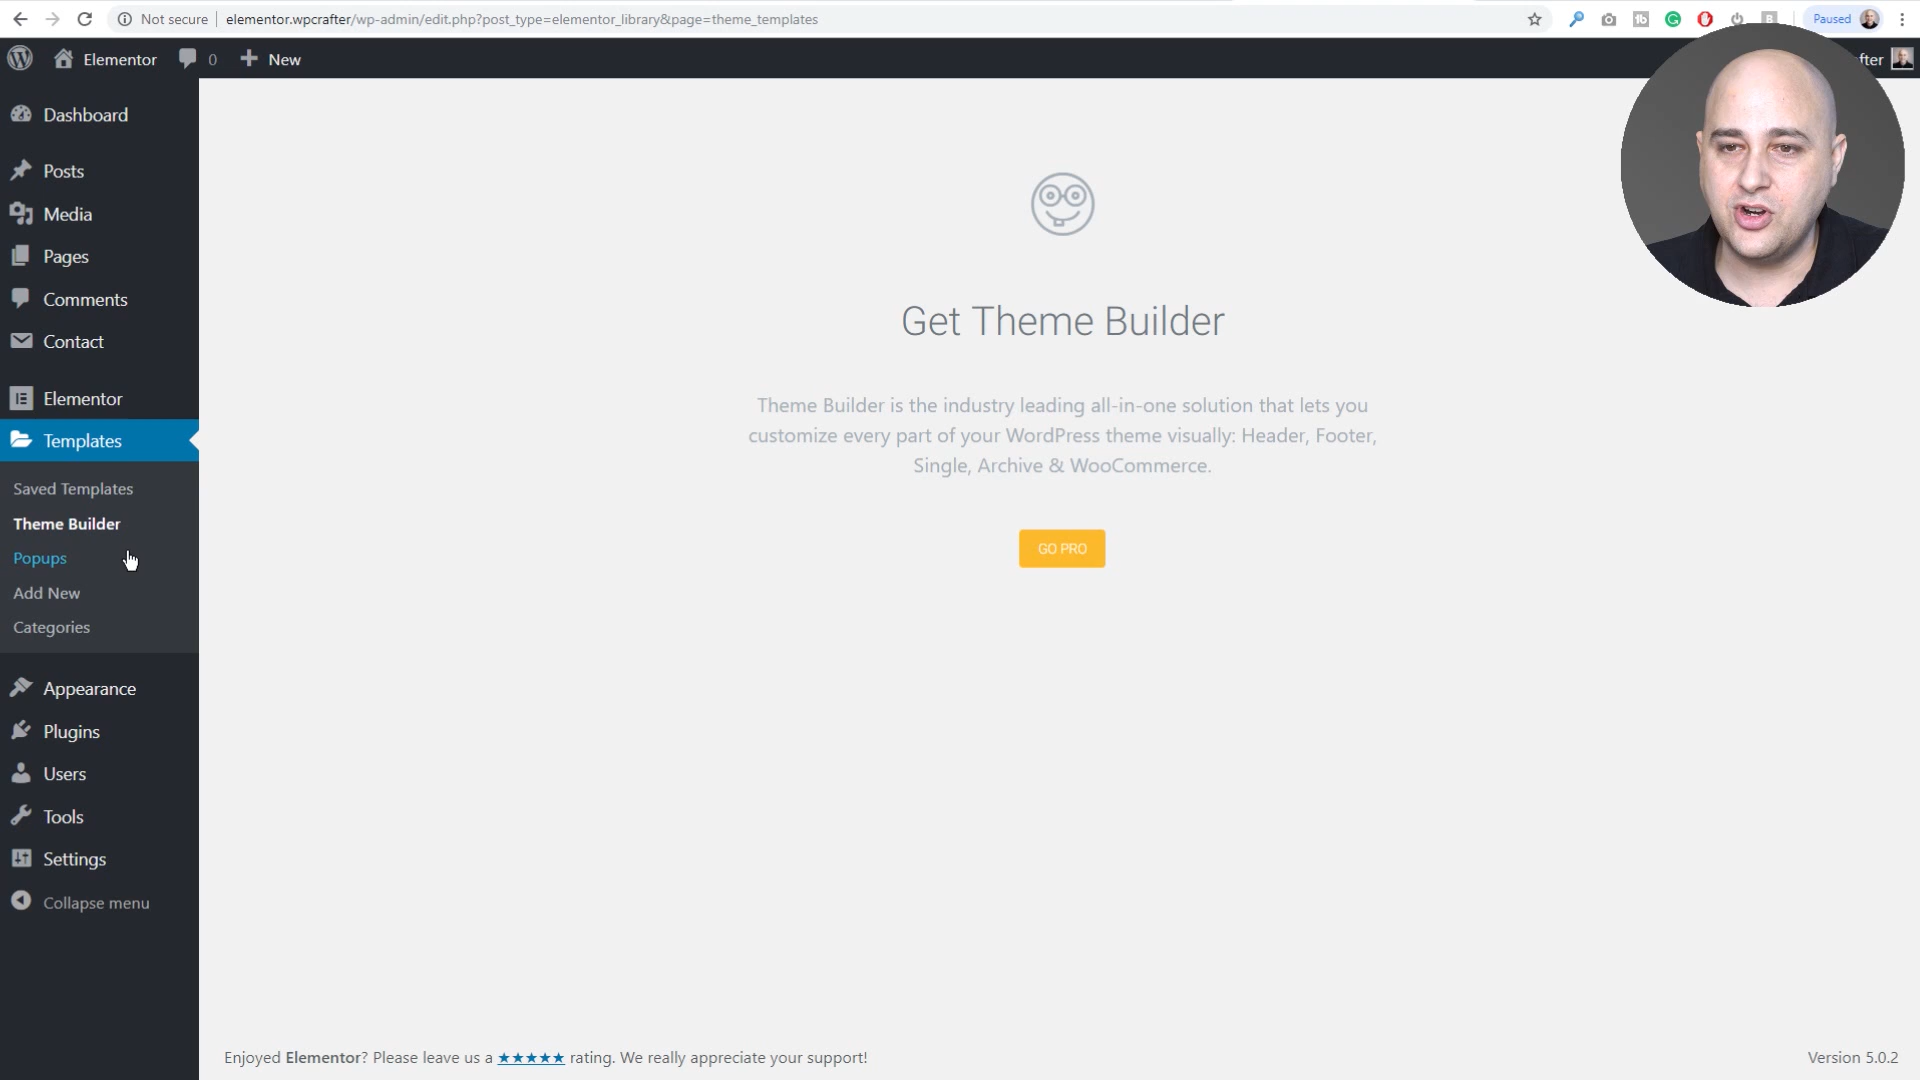 Not secure
elementor.wpcrafter/wp-admin/edit.php?post_type=elementor_library&page=theme_templates
Paused
Elementor
0
New
fter
Dashboard
Posts
Media
Pages
Comments
Contact
Elementor
Templates
Saved Templates
Theme Builder
Popups
Add New
Categories
Appearance
Plugins
Users
Tools
Settings
Collapse menu
Get Theme Builder
Theme Builder is the industry leading all-in-one solution that lets you
customize every part of your WordPress theme visually: Header, Footer,
Single, Archive & WooCommerce.
GO PRO
Enjoyed Elementor? Please leave us a ★★★★★ rating. We really appreciate your support!
Version 5.0.2